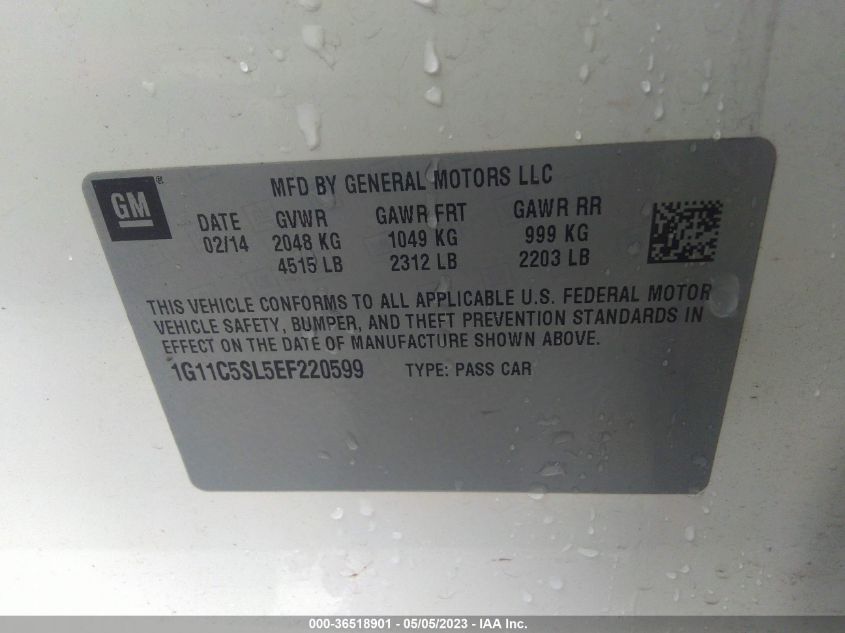 GM ®
MFD BY GENERAL MOTORS LLC
DATE GVWR GAWR FRT GAWR RR
02/14 2048 KG 1049 KG 999 KG
4515 LB 2312 LB 2203 LB
THIS VEHICLE CONFORMS TO ALL APPLICABLE U.S. FEDERAL MOTOR
VEHICLE SAFETY, BUMPER, AND THEFT PREVENTION STANDARDS IN
EFFECT ON THE DATE OF MANUFACTURE SHOWN ABOVE.
1G11C5SL5EF220599 TYPE: PASS CAR
000-36518901 - 05/05/2023 - IAA Inc.